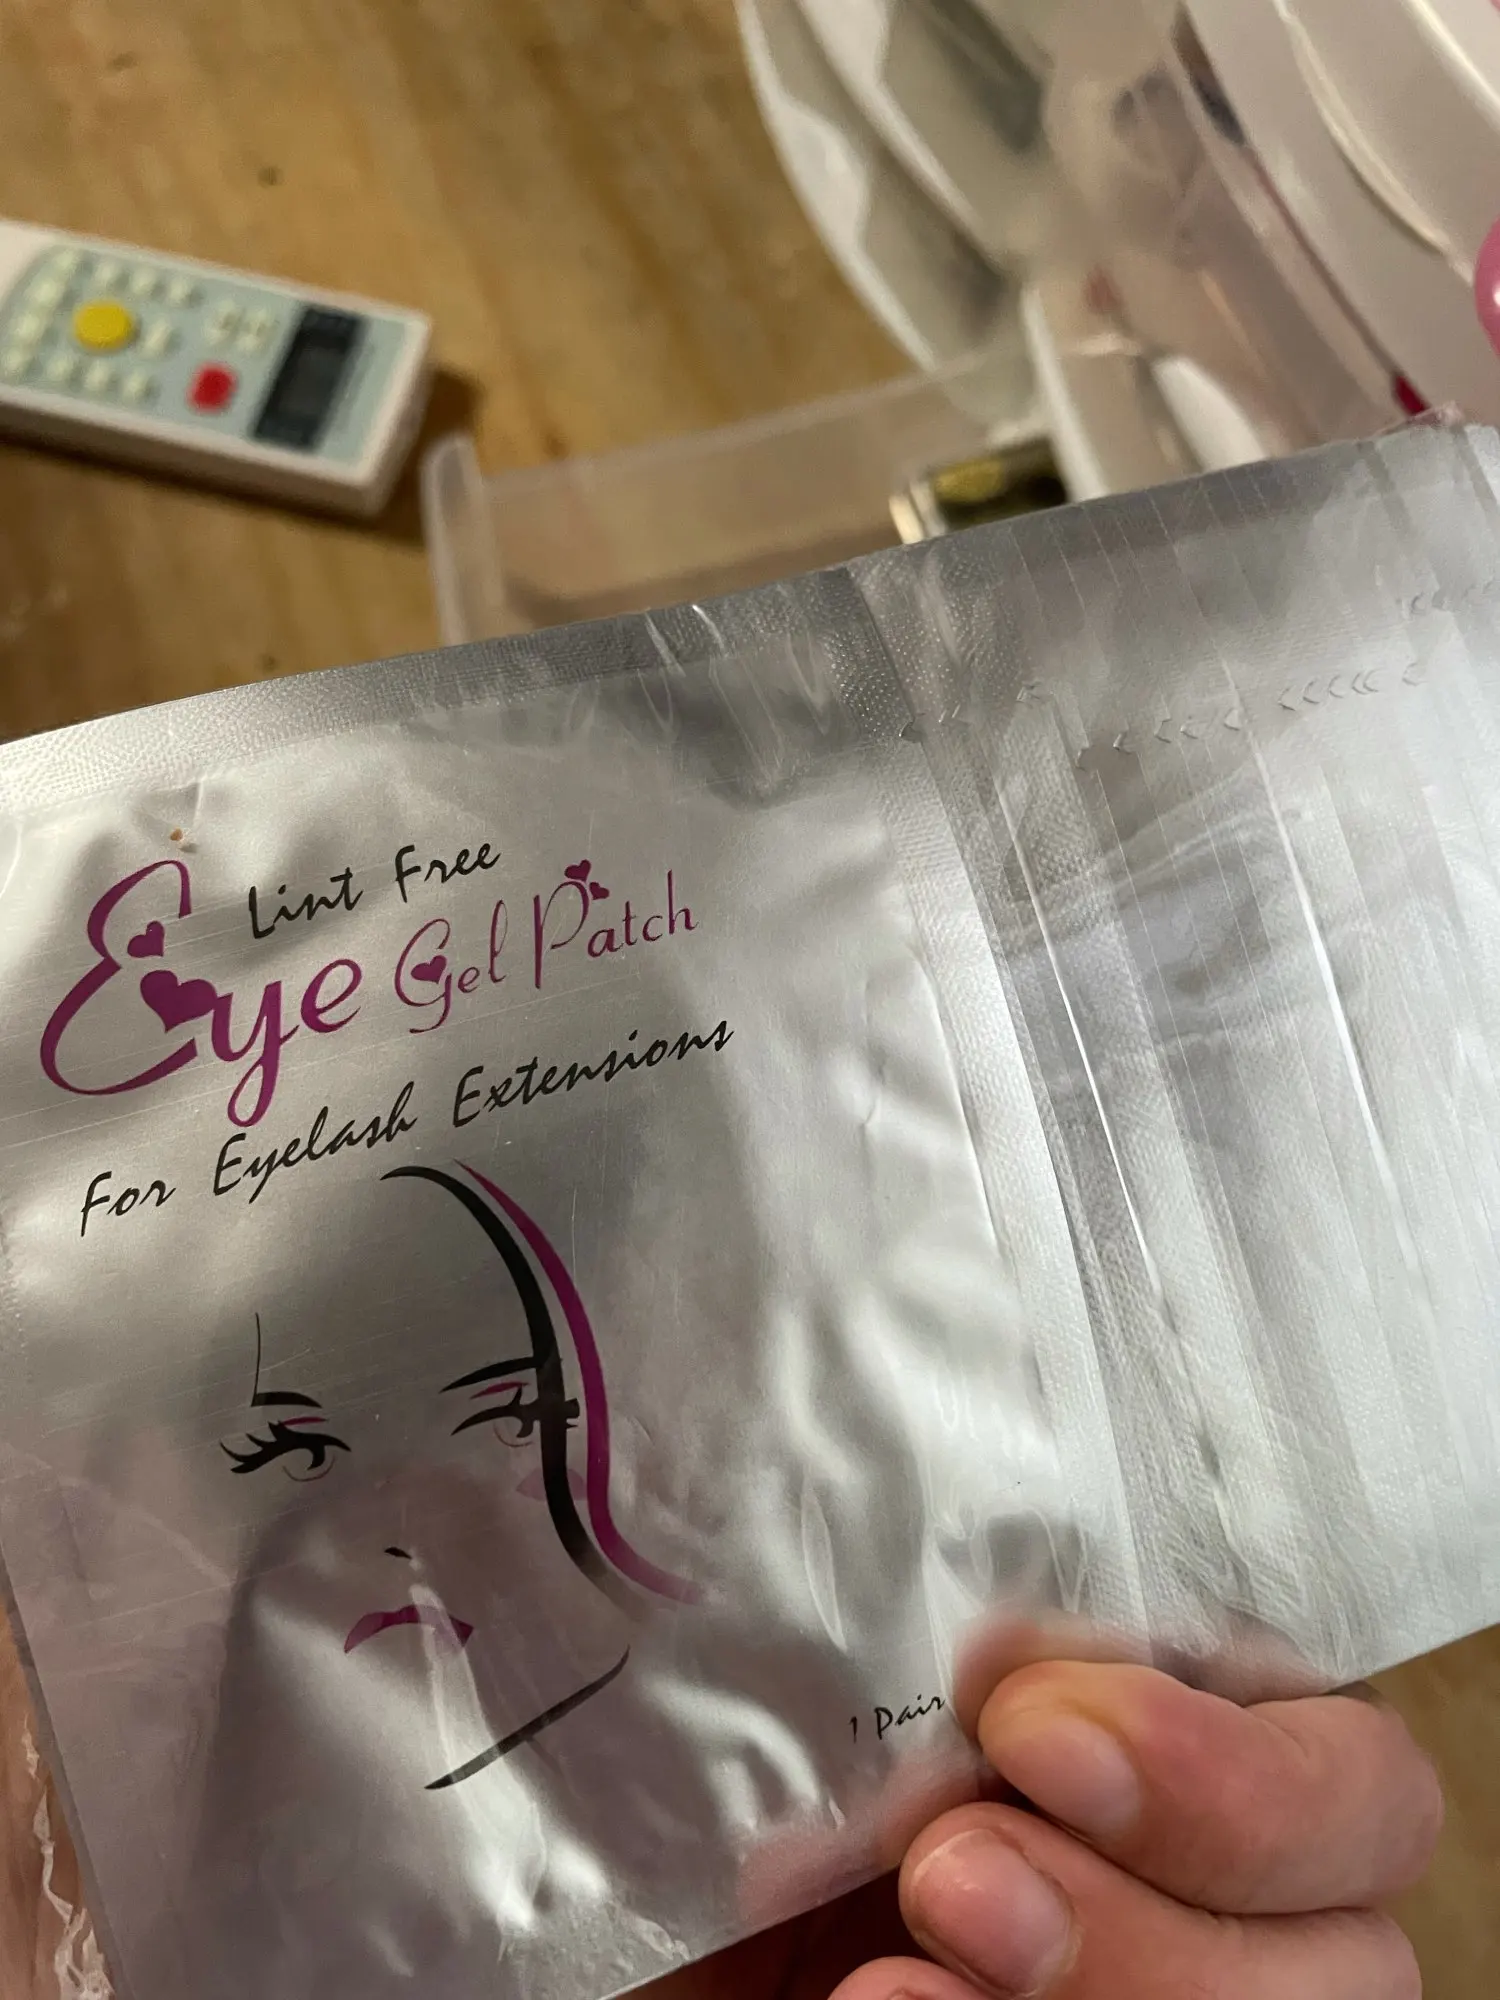 Lint Free
Eye Gel Patch
For Eyelash Extensions
1 Pair